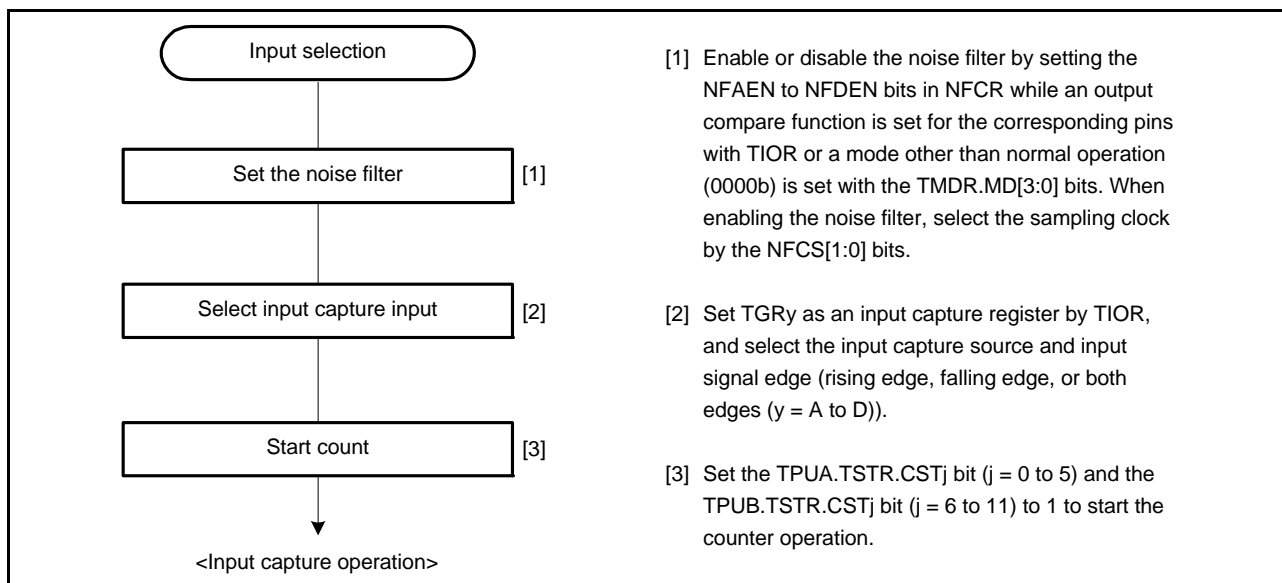 Input selection
Set the noise filter
[1]
Select input capture input
[2]
Start count
[3]
<Input capture operation>
[1] Enable or disable the noise filter by setting the
NFAEN to NFDEN bits in NFCR while an output
compare function is set for the corresponding pins
with TIOR or a mode other than normal operation
(0000b) is set with the TMDR.MD[3:0] bits. When
enabling the noise filter, select the sampling clock
by the NFCS[1:0] bits.
[2] Set TGRy as an input capture register by TIOR,
and select the input capture source and input
signal edge (rising edge, falling edge, or both
edges (y = A to D)).
[3] Set the TPUA.TSTR.CSTj bit (j = 0 to 5) and the
TPUB.TSTR.CSTj bit (j = 6 to 11) to 1 to start the
counter operation.